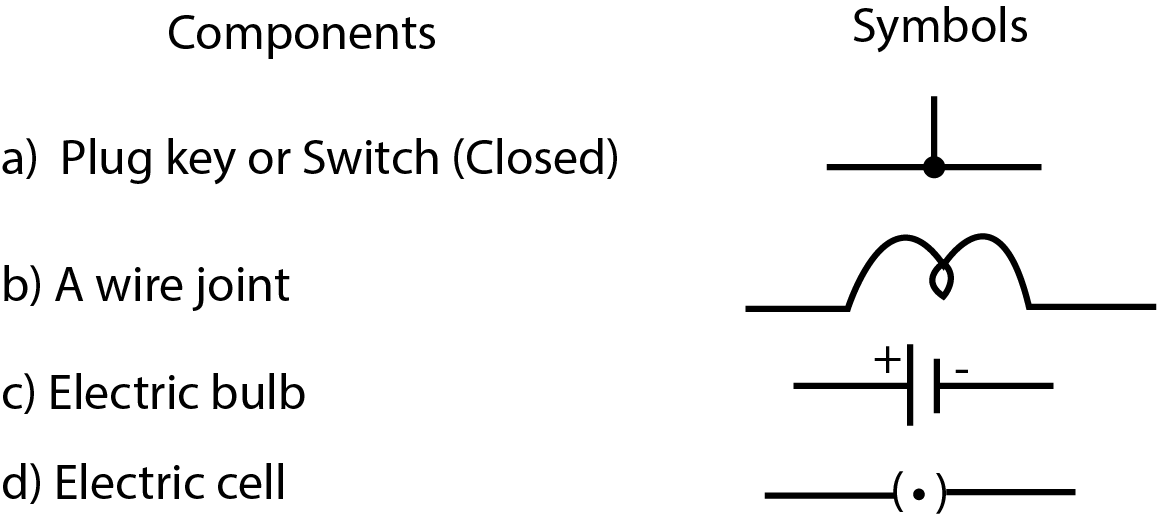 Components Symbols
a) Plug key or Switch (Closed)
b) A wire joint
c) Electric bulb
+ -
d) Electric cell